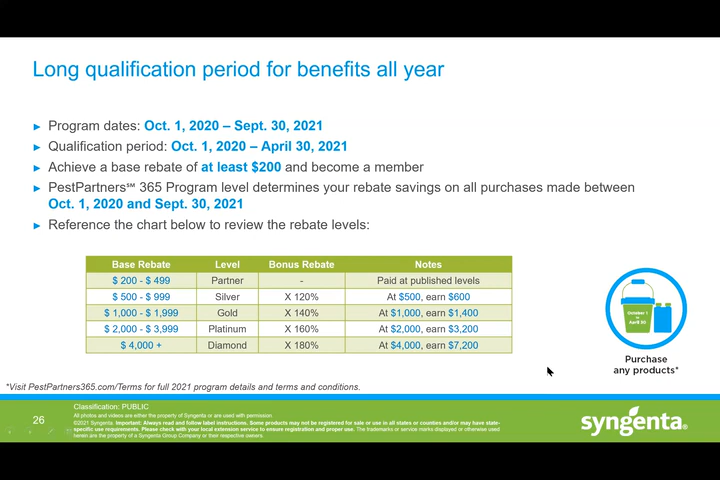 Long qualification period for benefits all year
► Program dates: Oct. 1, 2020 – Sept. 30, 2021
► Qualification period: Oct. 1, 2020 – April 30, 2021
► Achieve a base rebate of at least $200 and become a member
► PestPartners℠ 365 Program level determines your rebate savings on all purchases made between
Oct. 1, 2020 and Sept. 30, 2021
► Reference the chart below to review the rebate levels:
Base Rebate Level Bonus Rebate Notes
$ 200 - $ 499 Partner - Paid at published levels
$ 500 - $ 999 Silver X 120% At $500, earn $600
$ 1,000 - $ 1,999 Gold X 140% At $1,000, earn $1,400
$ 2,000 - $ 3,999 Platinum X 160% At $2,000, earn $3,200
$ 4,000 + Diamond X 180% At $4,000, earn $7,200
October 1
to
April 30
Purchase
any products*
*Visit PestPartners365.com/Terms for full 2021 program details and terms and conditions.
26
Classification: PUBLIC
All photos and videos are either the property of Syngenta or are used with permission
©2021 Syngenta. Important: Always read and follow label instructions. Some products may not be registered for sale or use in all states or counties and/or may have state-
specific use requirements. Please check with your local extension service to ensure registration and proper use. The trademarks or service marks displayed or otherwise used
herein are the property of a Syngenta Group Company or their respective owners.
syngenta®